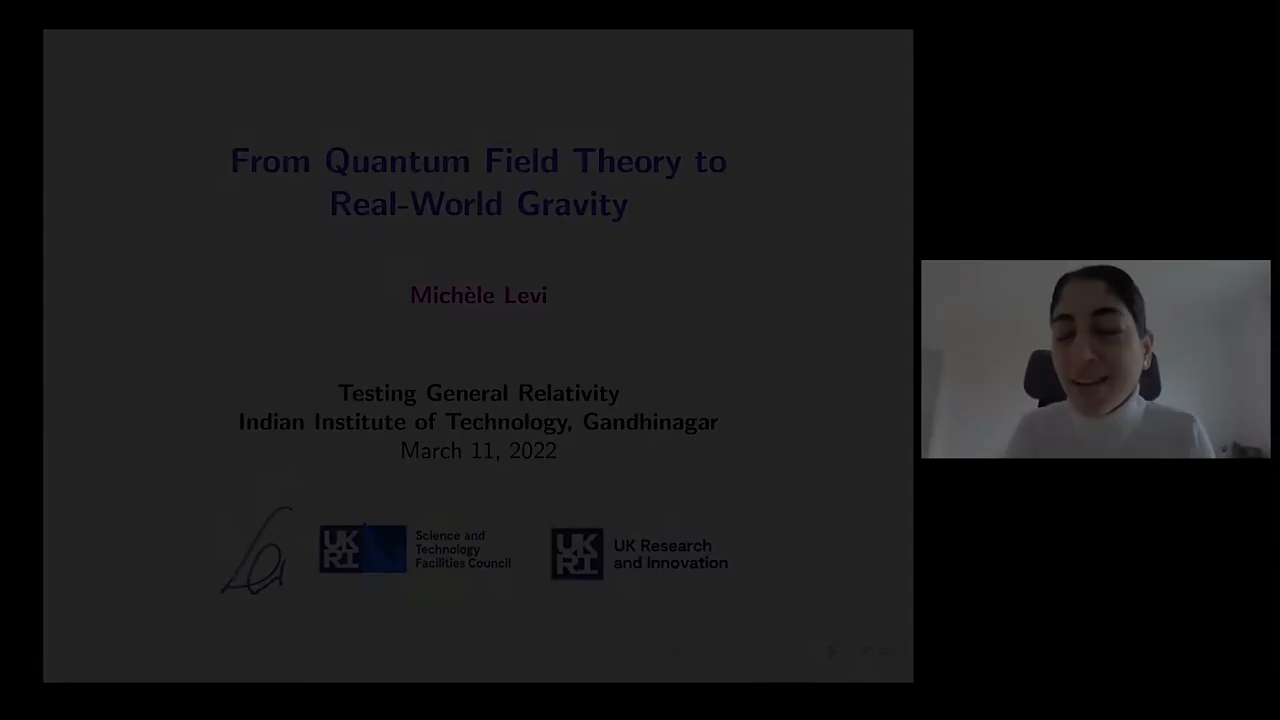 From Quantum Field Theory to
Real-World Gravity
Michèle Levi
Testing General Relativity
Indian Institute of Technology, Gandhinagar
March 11, 2022
UK
RI
Science and
Technology
Facilities Council
UK
RI
UK Research
and Innovation